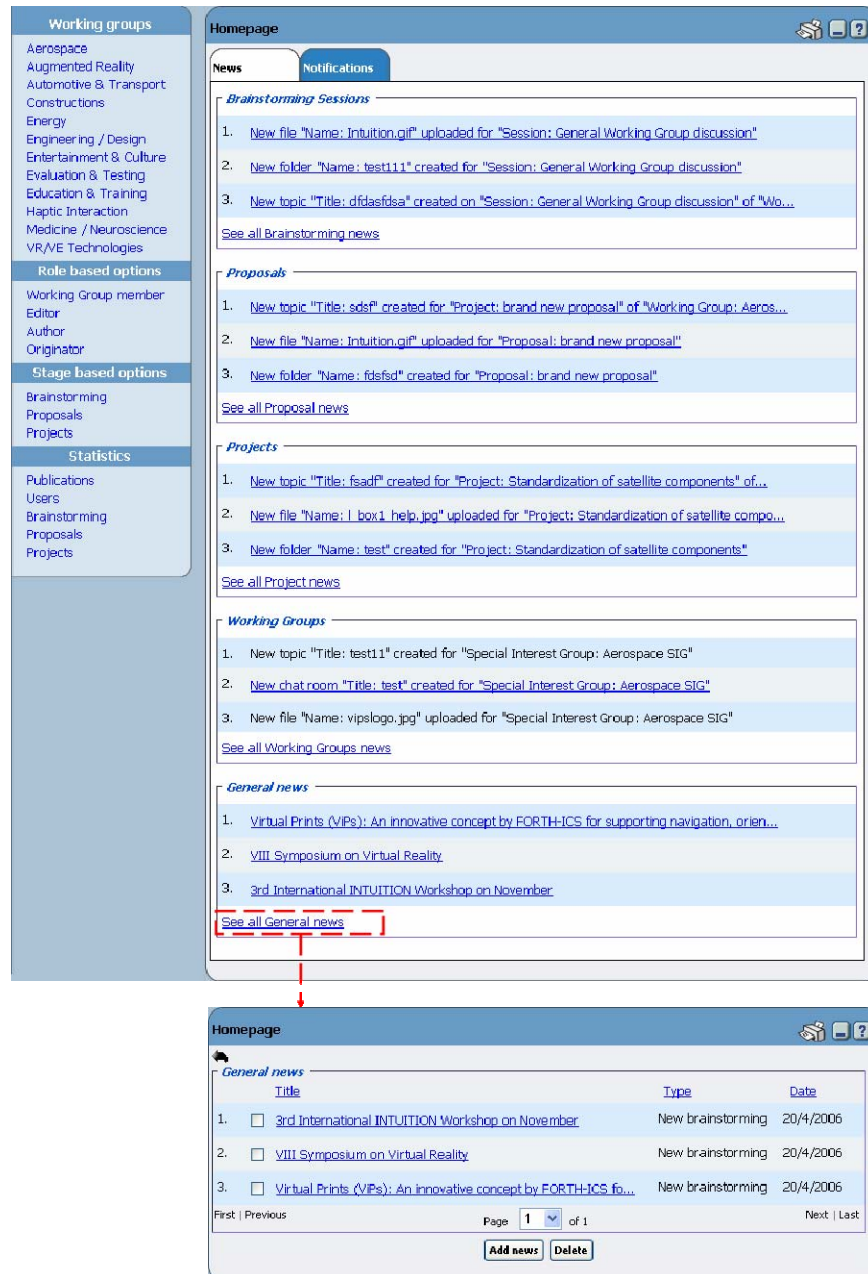 Working groups
Aerospace
Augmented Reality
Automotive & Transport
Constructions
Energy
Engineering / Design
Entertainment & Culture
Evaluation & Testing
Education & Training
Haptic Interaction
Medicine / Neuroscience
VR/VE Technologies
Role based options
Working Group member
Editor
Author
Originator
Stage based options
Brainstorming
Proposals
Projects
Statistics
Publications
Users
Brainstorming
Proposals
Projects
Homepage
News Notifications
Brainstorming Sessions
1. New file "Name: Intuition.gif" uploaded for "Session: General Working Group discussion"
2. New folder "Name: test111" created for "Session: General Working Group discussion"
3. New topic "Title: dfdasfdsa" created on "Session: General Working Group discussion" of "Wo...
See all Brainstorming news
Proposals
1. New topic "Title: sdsf" created for "Project: brand new proposal" of "Working Group: Aeros...
2. New file "Name: Intuition.gif" uploaded for "Proposal: brand new proposal"
3. New folder "Name: fdsfsd" created for "Proposal: brand new proposal"
See all Proposal news
Projects
1. New topic "Title: fsadf" created for "Project: Standardization of satellite components" of...
2. New file "Name: l_box1_help.jpg" uploaded for "Project: Standardization of satellite compo...
3. New folder "Name: test" created for "Project: Standardization of satellite components"
See all Project news
Working Groups
1. New topic "Title: test11" created for "Special Interest Group: Aerospace SIG"
2. New chat room "Title: test" created for "Special Interest Group: Aerospace SIG"
3. New file "Name: vipslogo.jpg" uploaded for "Special Interest Group: Aerospace SIG"
See all Working Groups news
General news
1. Virtual Prints (ViPs): An innovative concept by FORTH-ICS for supporting navigation, orien...
2. VIII Symposium on Virtual Reality
3. 3rd International INTUITION Workshop on November
See all General news
Homepage
General news
Title Type Date
1. 3rd International INTUITION Workshop on November New brainstorming 20/4/2006
2. VIII Symposium on Virtual Reality New brainstorming 20/4/2006
3. Virtual Prints (ViPs): An innovative concept by FORTH-ICS fo... New brainstorming 20/4/2006
First | Previous Page 1 of 1 Next | Last
Add news Delete